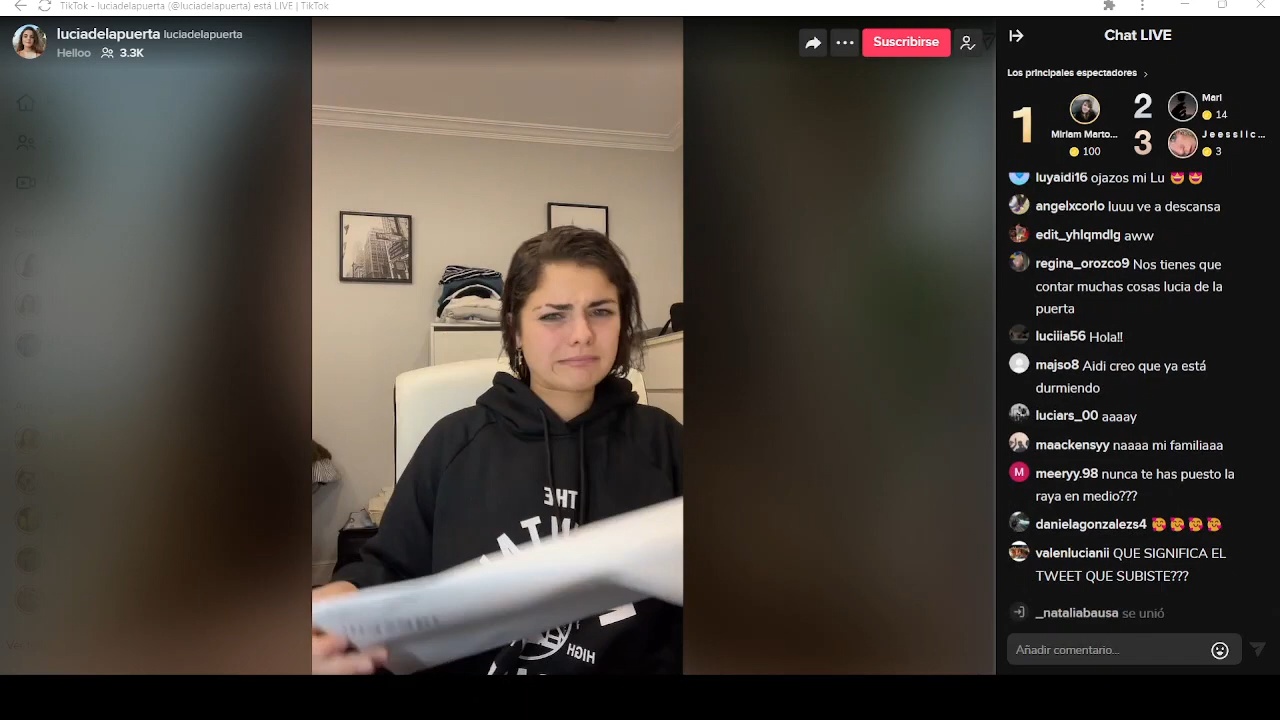 TikTok - luciadelapuerta (@luciadelapuerta) está LIVE | TikTok
luciadelapuerta luciadelapuerta
Helloo 3.3K
Suscribirse
Chat LIVE
Los principales espectadores
1
Miriam Marto...
100
2
Mari
14
3
J e e s s i i c ...
3
luyaidi16 ojazos mi Lu 😍 😍
angelxcorlo luuu ve a descansa
edit_yhlqmdlg aww
regina_orozco9 Nos tienes que
contar muchas cosas lucia de la
puerta
luciiia56 Hola!!
majso8 Aidi creo que ya está
durmiendo
luciars_00 aaaay
maackensyy naaaa mi familiaaa
M
meeryy.98 nunca te has puesto la
raya en medio???
danielagonzalezs4 🥰 🥰 🥰 🥰
valenlucianii QUE SIGNIFICA EL
TWEET QUE SUBISTE???
_nataliabausa se unió
Añadir comentario...
THE
HIGH